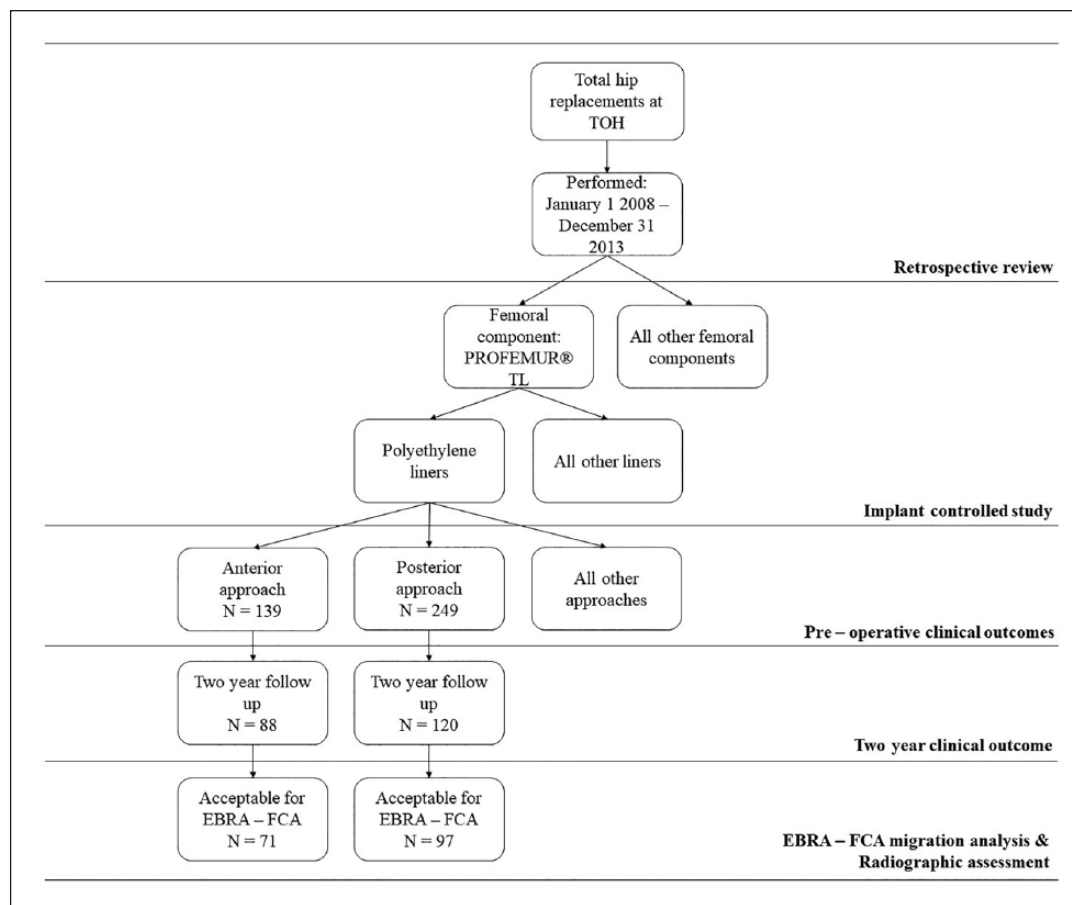 Total hip
replacements at
TOH
Performed:
January 1 2008 –
December 31
2013
Retrospective review
Femoral
component:
PROFEMUR®
TL
All other femoral
components
Polyethylene
liners
All other liners
Implant controlled study
Anterior
approach
N = 139
Posterior
approach
N = 249
All other
approaches
Pre – operative clinical outcomes
Two year follow
up
N = 88
Two year follow
up
N = 120
Two year clinical outcome
Acceptable for
EBRA – FCA
N = 71
Acceptable for
EBRA – FCA
N = 97
EBRA – FCA migration analysis &
Radiographic assessment